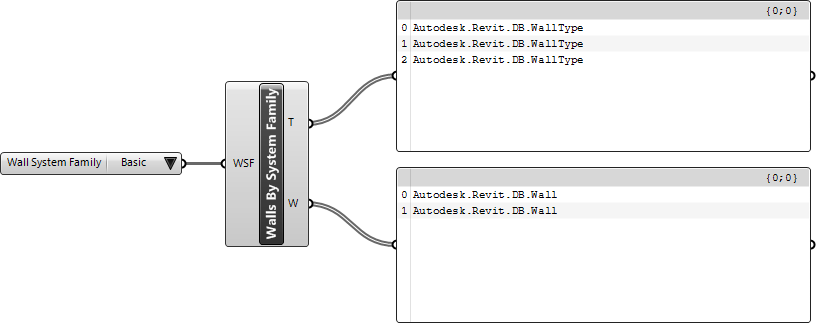 {0;0}
0 Autodesk.Revit.DB.WallType
1 Autodesk.Revit.DB.WallType
2 Autodesk.Revit.DB.WallType
Wall System Family Basic
WSF
Walls By System Family
T
W
{0;0}
0 Autodesk.Revit.DB.Wall
1 Autodesk.Revit.DB.Wall